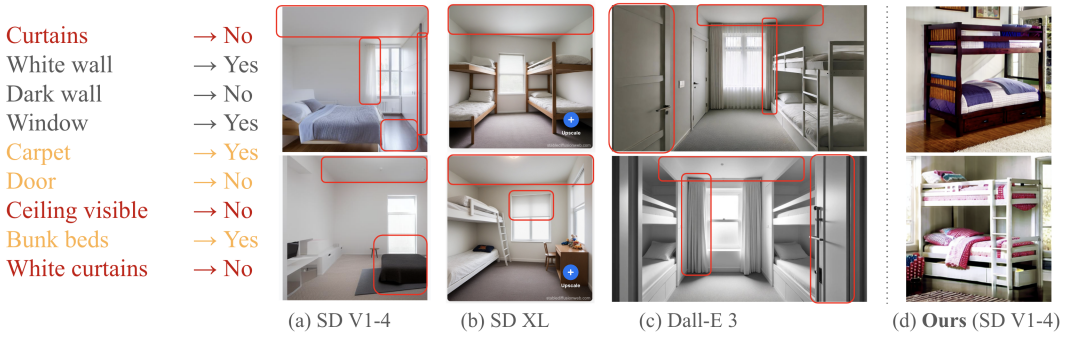 Curtains → No
White wall → Yes
Dark wall → No
Window → Yes
Carpet → Yes
Door → No
Ceiling visible → No
Bunk beds → Yes
White curtains → No
Upscale
Upscale
(a) SD V1-4
(b) SD XL
(c) Dall-E 3
(d) Ours (SD V1-4)